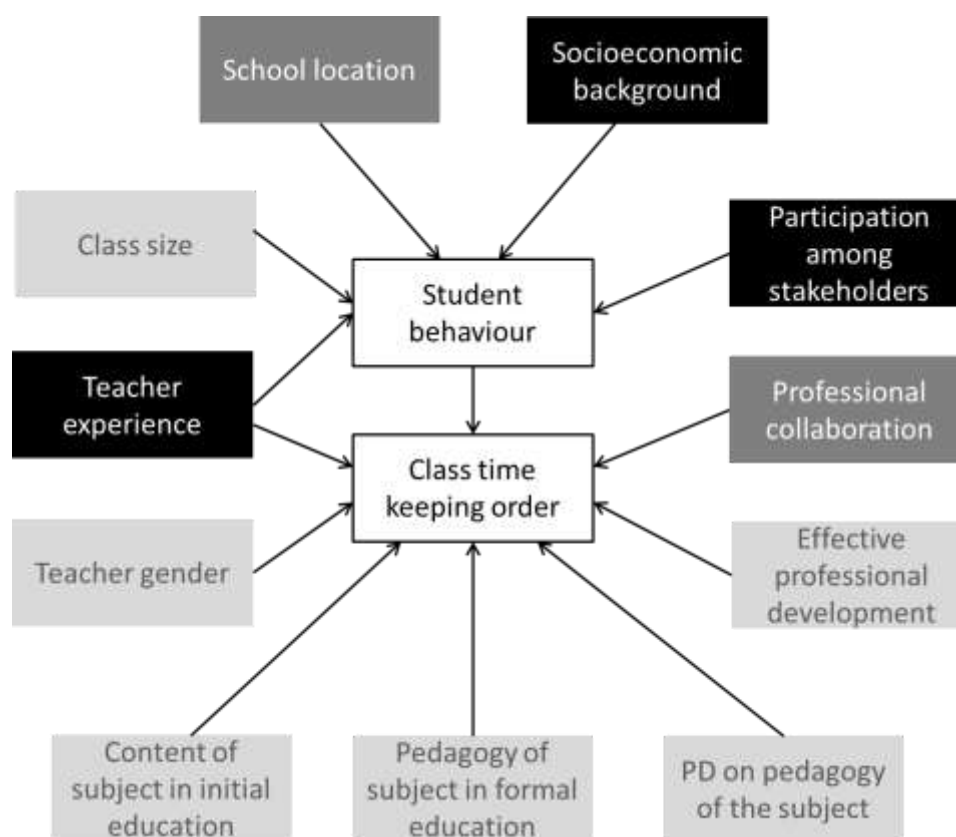 School location
Socioeconomic
background
Class size
Participation
among
stakeholders
Student
behaviour
Teacher
experience
Professional
collaboration
Class time
keeping order
Teacher gender
Effective
professional
development
Content of
subject in initial
education
Pedagogy of
subject in formal
education
PD on pedagogy
of the subject